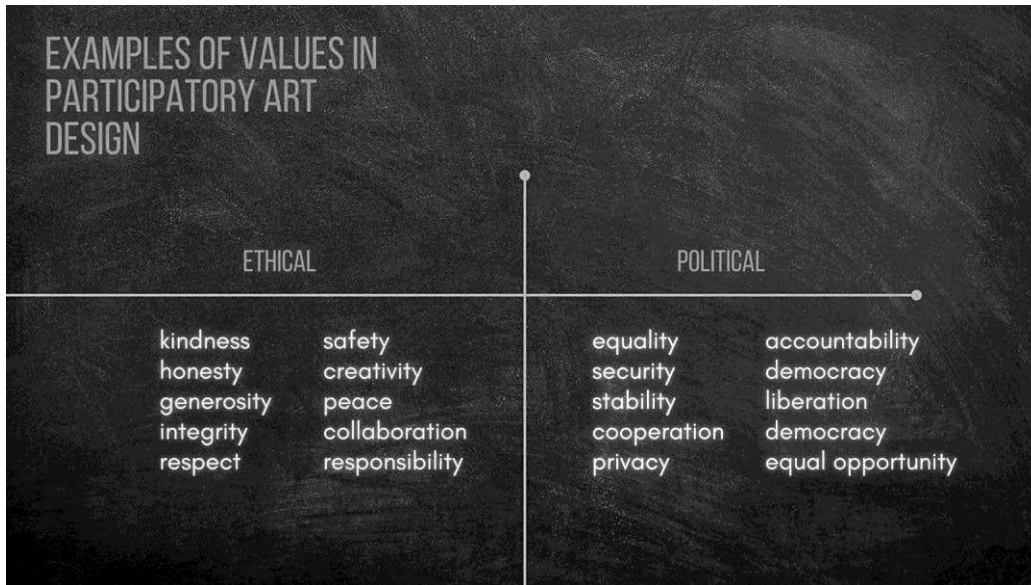 EXAMPLES OF VALUES IN
PARTICIPATORY ART
DESIGN
ETHICAL
kindness
honesty
generosity
integrity
respect
safety
creativity
peace
collaboration
responsibility
POLITICAL
equality
security
stability
cooperation
privacy
accountability
democracy
liberation
democracy
equal opportunity